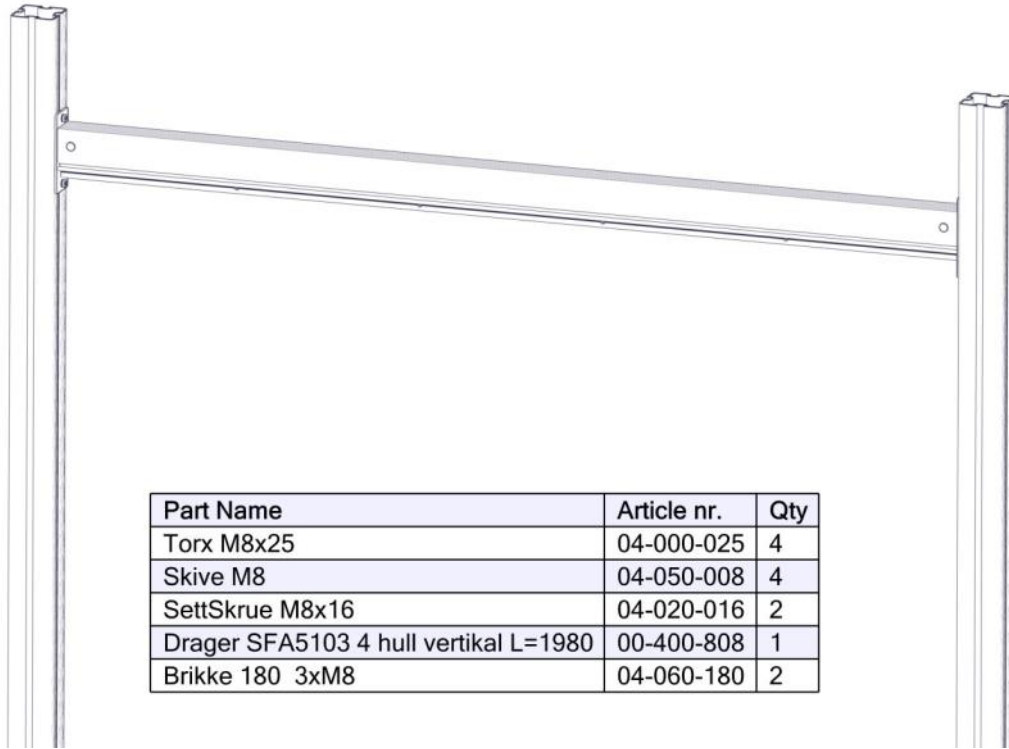 Part Name Article nr. Qty
Torx M8x25 04-000-025 4
Skive M8 04-050-008 4
SettSkrue M8x16 04-020-016 2
Drager SFA5103 4 hull vertikal L=1980 00-400-808 1
Brikke 180 3xM8 04-060-180 2